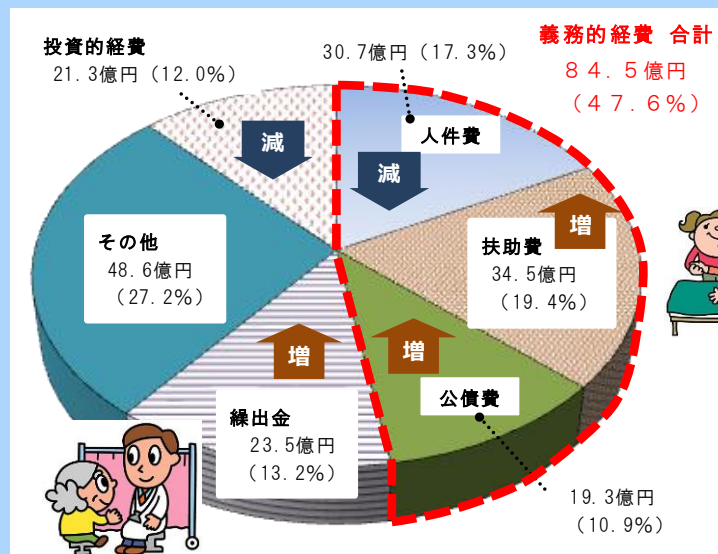 義務的経費 合計
84.5億円
(47.6%)
投資的経費
21.3億円(12.0%)
30.7億円(17.3%)
人件費
減
減
扶助費
34.5億円
(19.4%)
増
その他
48.6億円
(27.2%)
増
増
公債費
繰出金
23.5億円
(13.2%)
19.3億円
(10.9%)